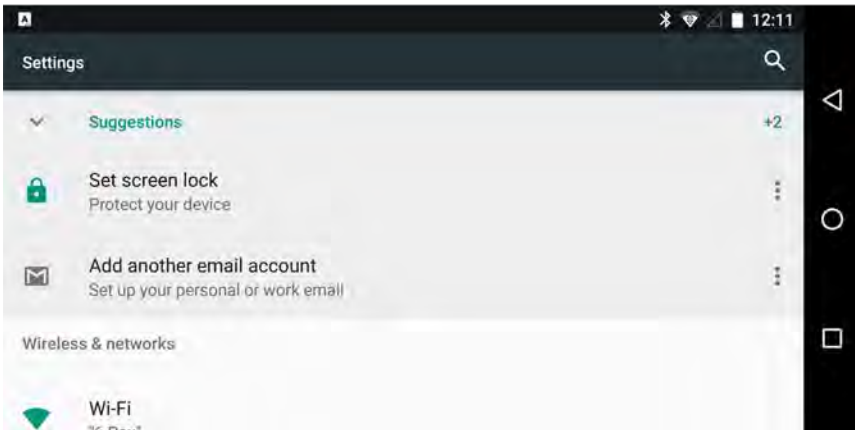 A
12:11
Settings
Suggestions
+2
Set screen lock
Protect your device
Add another email account
Set up your personal or work email
Wireless & networks
Wi-Fi